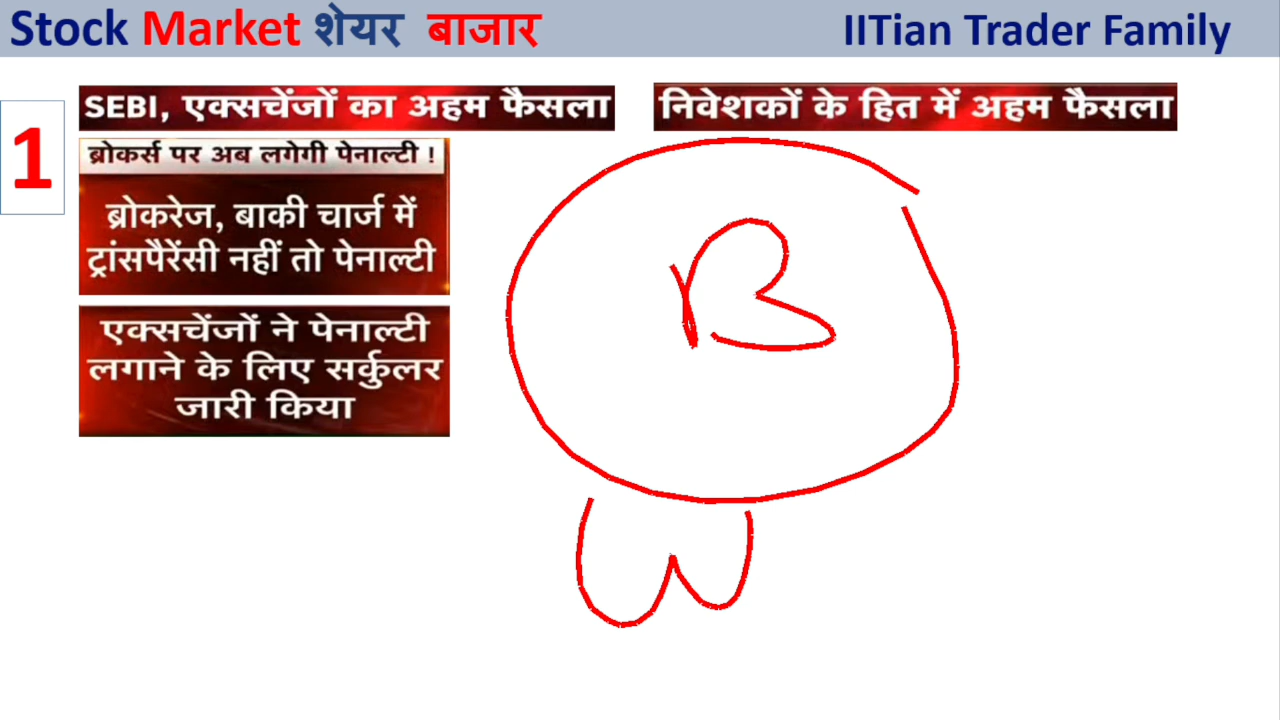 Stock Market शेयर बाजार
IITian Trader Family
SEBI, एक्सचेंजों का अहम फैसला
निवेशकों के हित में अहम फैसला
1
ब्रोकर्स पर अब लगेगी पेनाल्टी !
ब्रोकरेज, बाकी चार्ज में
ट्रांसपैरेंसी नहीं तो पेनाल्टी
एक्सचेंजों ने पेनाल्टी
लगाने के लिए सर्कुलर
जारी किया
B